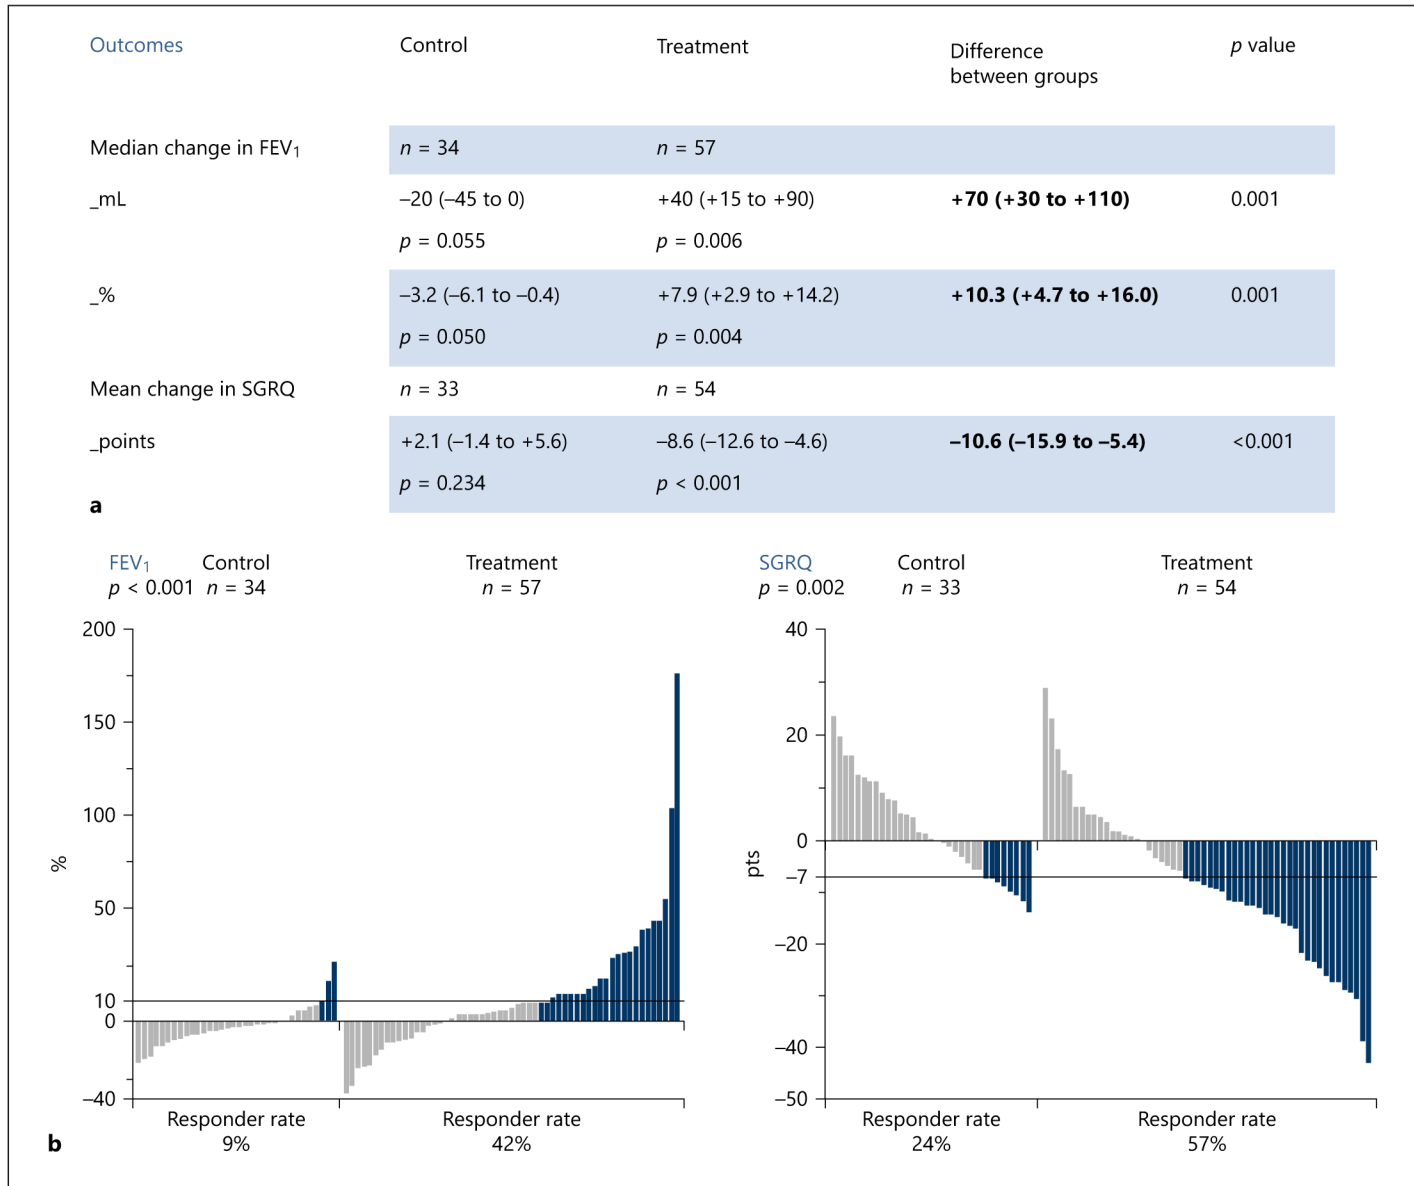 Outcomes Control Treatment Difference between groups p value
Median change in FEV1 n = 34 n = 57
_mL –20 (–45 to 0) +40 (+15 to +90) +70 (+30 to +110) 0.001
p = 0.055 p = 0.006
_% –3.2 (–6.1 to –0.4) +7.9 (+2.9 to +14.2) +10.3 (+4.7 to +16.0) 0.001
p = 0.050 p = 0.004
Mean change in SGRQ n = 33 n = 54
_points +2.1 (–1.4 to +5.6) –8.6 (–12.6 to –4.6) –10.6 (–15.9 to –5.4) <0.001
p = 0.234 p < 0.001
a
FEV1 Control Treatment
p < 0.001 n = 34 n = 57
200
150
100
50
10
0
–40
%
Responder rate Responder rate
9% 42%
SGRQ Control Treatment
p = 0.002 n = 33 n = 54
40
20
0
–7
–20
–40
–50
pts
Responder rate Responder rate
24% 57%
b